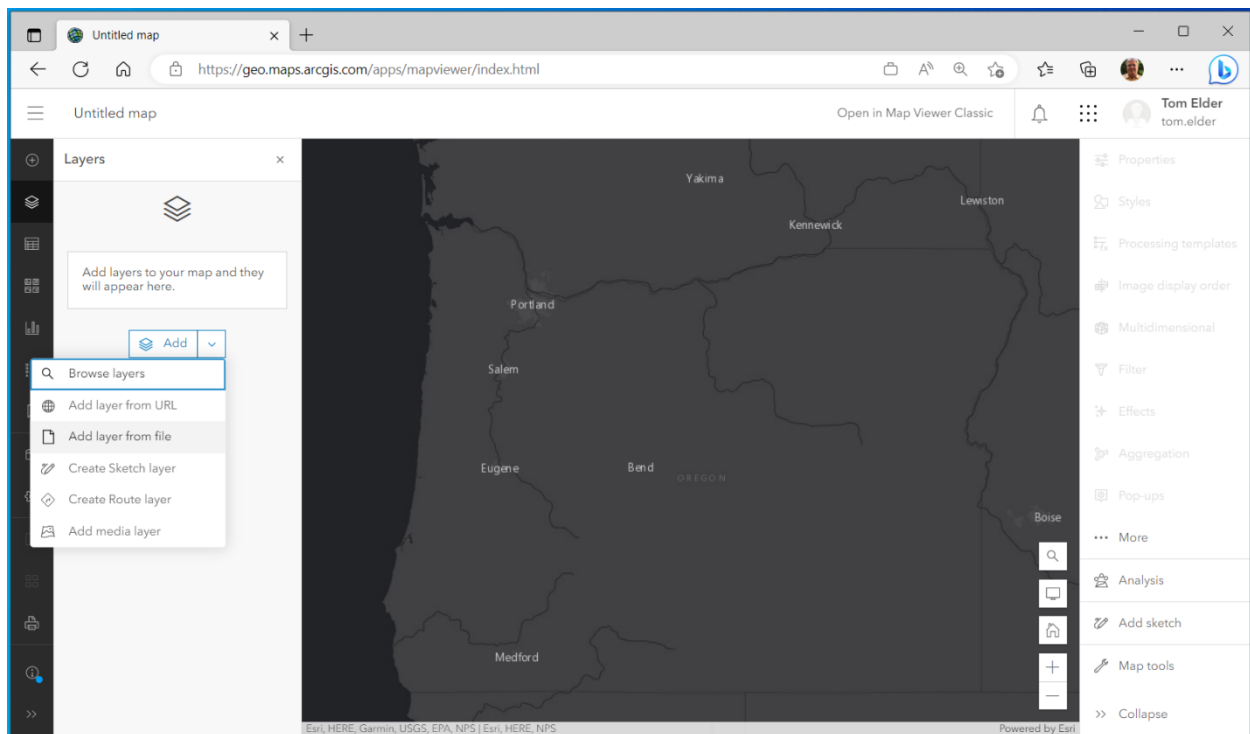 Untitled map
https://geo.maps.arcgis.com/apps/mapviewer/index.html
Untitled map
Open in Map Viewer Classic
Tom Elder
tom.elder
Layers
Add layers to your map and they
will appear here.
Add
Browse layers
Add layer from URL
Add layer from file
Create Sketch layer
Create Route layer
Add media layer
Yakima
Lewiston
Kennewick
Portland
Salem
Eugene
Bend
OREGON
Boise
Medford
Esri, HERE, Garmin, USGS, EPA, NPS | Esri, HERE, NPS
Powered by Esri
Properties
Styles
Processing templates
Image display order
Multidimensional
Filter
Effects
Aggregation
Pop-ups
More
Analysis
Add sketch
Map tools
Collapse